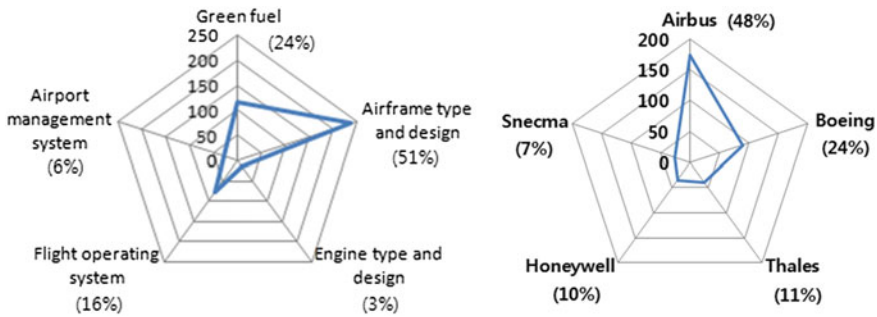 Green fuel
(24%)
250
200
150
100
50
0
Airframe type
and design
(51%)
Engine type and
design
(3%)
Flight operating
system
(16%)
Airport
management
system
(6%)
Airbus (48%)
200
150
100
50
0
Boeing
(24%)
Thales
(11%)
Honeywell
(10%)
Snecma
(7%)